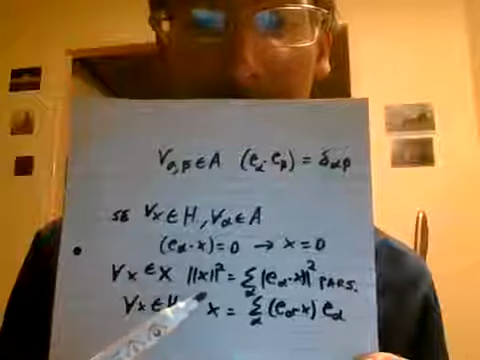 ∀α,β∈A (eα·eβ) = δαβ
se ∀x∈H, ∀α∈A
(eα·x)=0 → x=0
∀x∈X ||x||² = Σα |eα·x|² PARS.
∀x∈H x = Σα (eα·x) eα